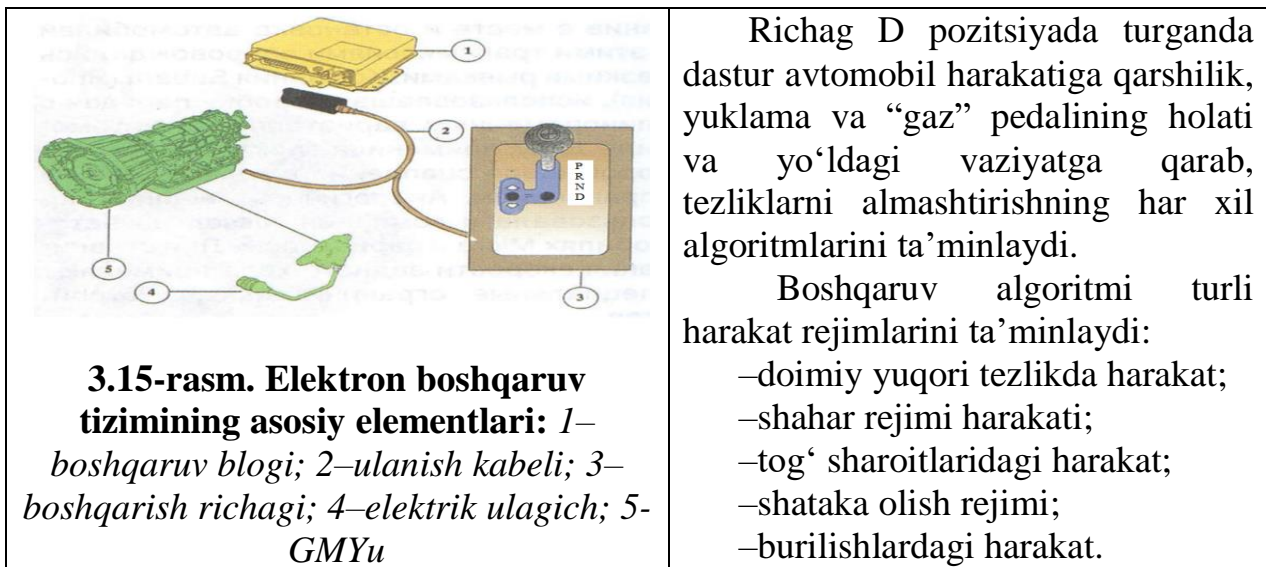 1
2
P
R
N
D
5
4
3
3.15-rasm. Elektron boshqaruv
tizimining asosiy elementlari: 1–
boshqaruv blogi; 2–ulanish kabeli; 3–
boshqarish richagi; 4–elektrik ulagich; 5-
GMYu
Richag D pozitsiyada turganda
dastur avtomobil harakatiga qarshilik,
yuklama va “gaz” pedalining holati
va yo‘ldagi vaziyatga qarab,
tezliklarni almashtirishning har xil
algoritmlarini ta’minlaydi.
Boshqaruv algoritmi turli
harakat rejimlarini ta’minlaydi:
–doimiy yuqori tezlikda harakat;
–shahar rejimi harakati;
–tog‘ sharoitlaridagi harakat;
–shataka olish rejimi;
–burilishlardagi harakat.